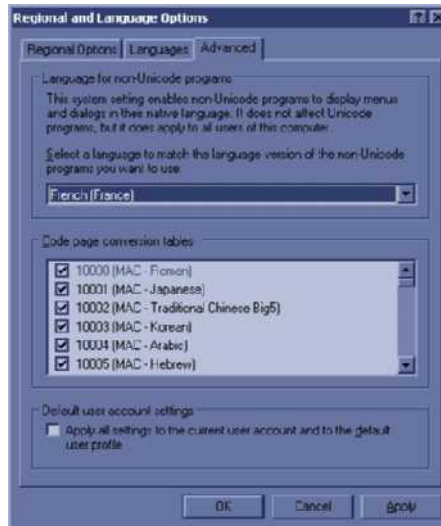 Regional and Language Options
Regional Options Languages Advanced
Language for non-Unicode programs
This system setting enables non-Unicode programs to display menus
and dialogs in their native language. It does not affect Unicode
programs, but it does apply to all users of this computer.
Select a language to match the language version of the non-Unicode
programs you want to use:
French (France)
Code page conversion tables
10000 (MAC - Roman)
10001 (MAC - Japanese)
10002 (MAC - Traditional Chinese Big5)
10003 (MAC - Korean)
10004 (MAC - Arabic)
10005 (MAC - Hebrew)
Default user account settings
Apply all settings to the current user account and to the default
user profile
OK Cancel Apply